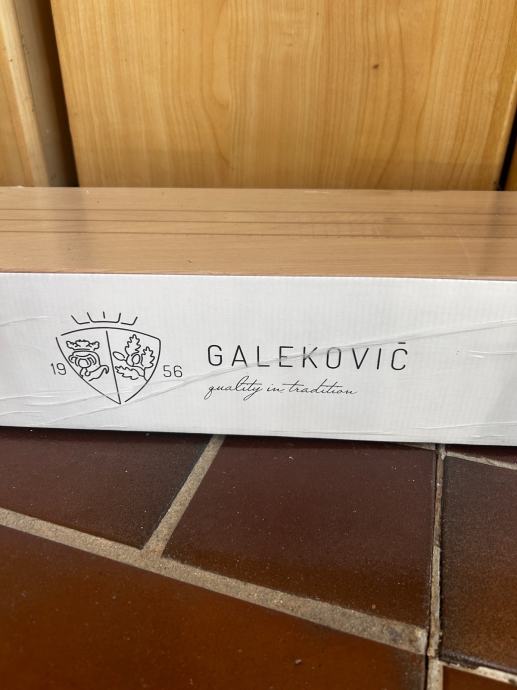 19 56
GALEKOVIĆ
quality in tradition